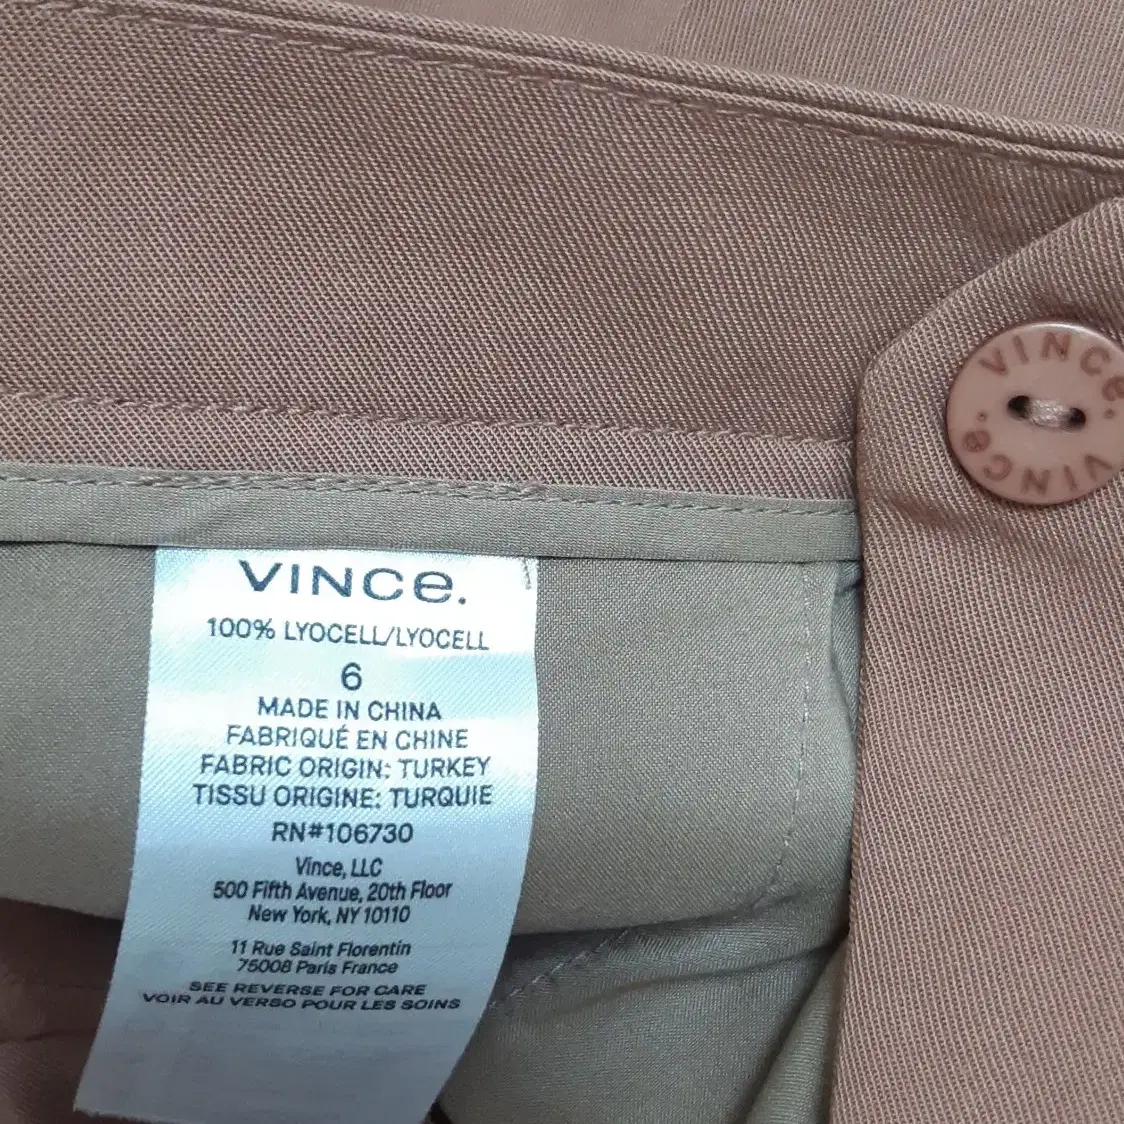 VINCe.
100% LYOCELL/LYOCELL
6
MADE IN CHINA
FABRIQUÉ EN CHINE
FABRIC ORIGIN: TURKEY
TISSU ORIGINE: TURQUIE
RN#106730
Vince, LLC
500 Fifth Avenue, 20th Floor
New York, NY 10110
11 Rue Saint Florentin
75008 Paris France
SEE REVERSE FOR CARE
VOIR AU VERSO POUR LES SOINS
VINCe.
VINCe.